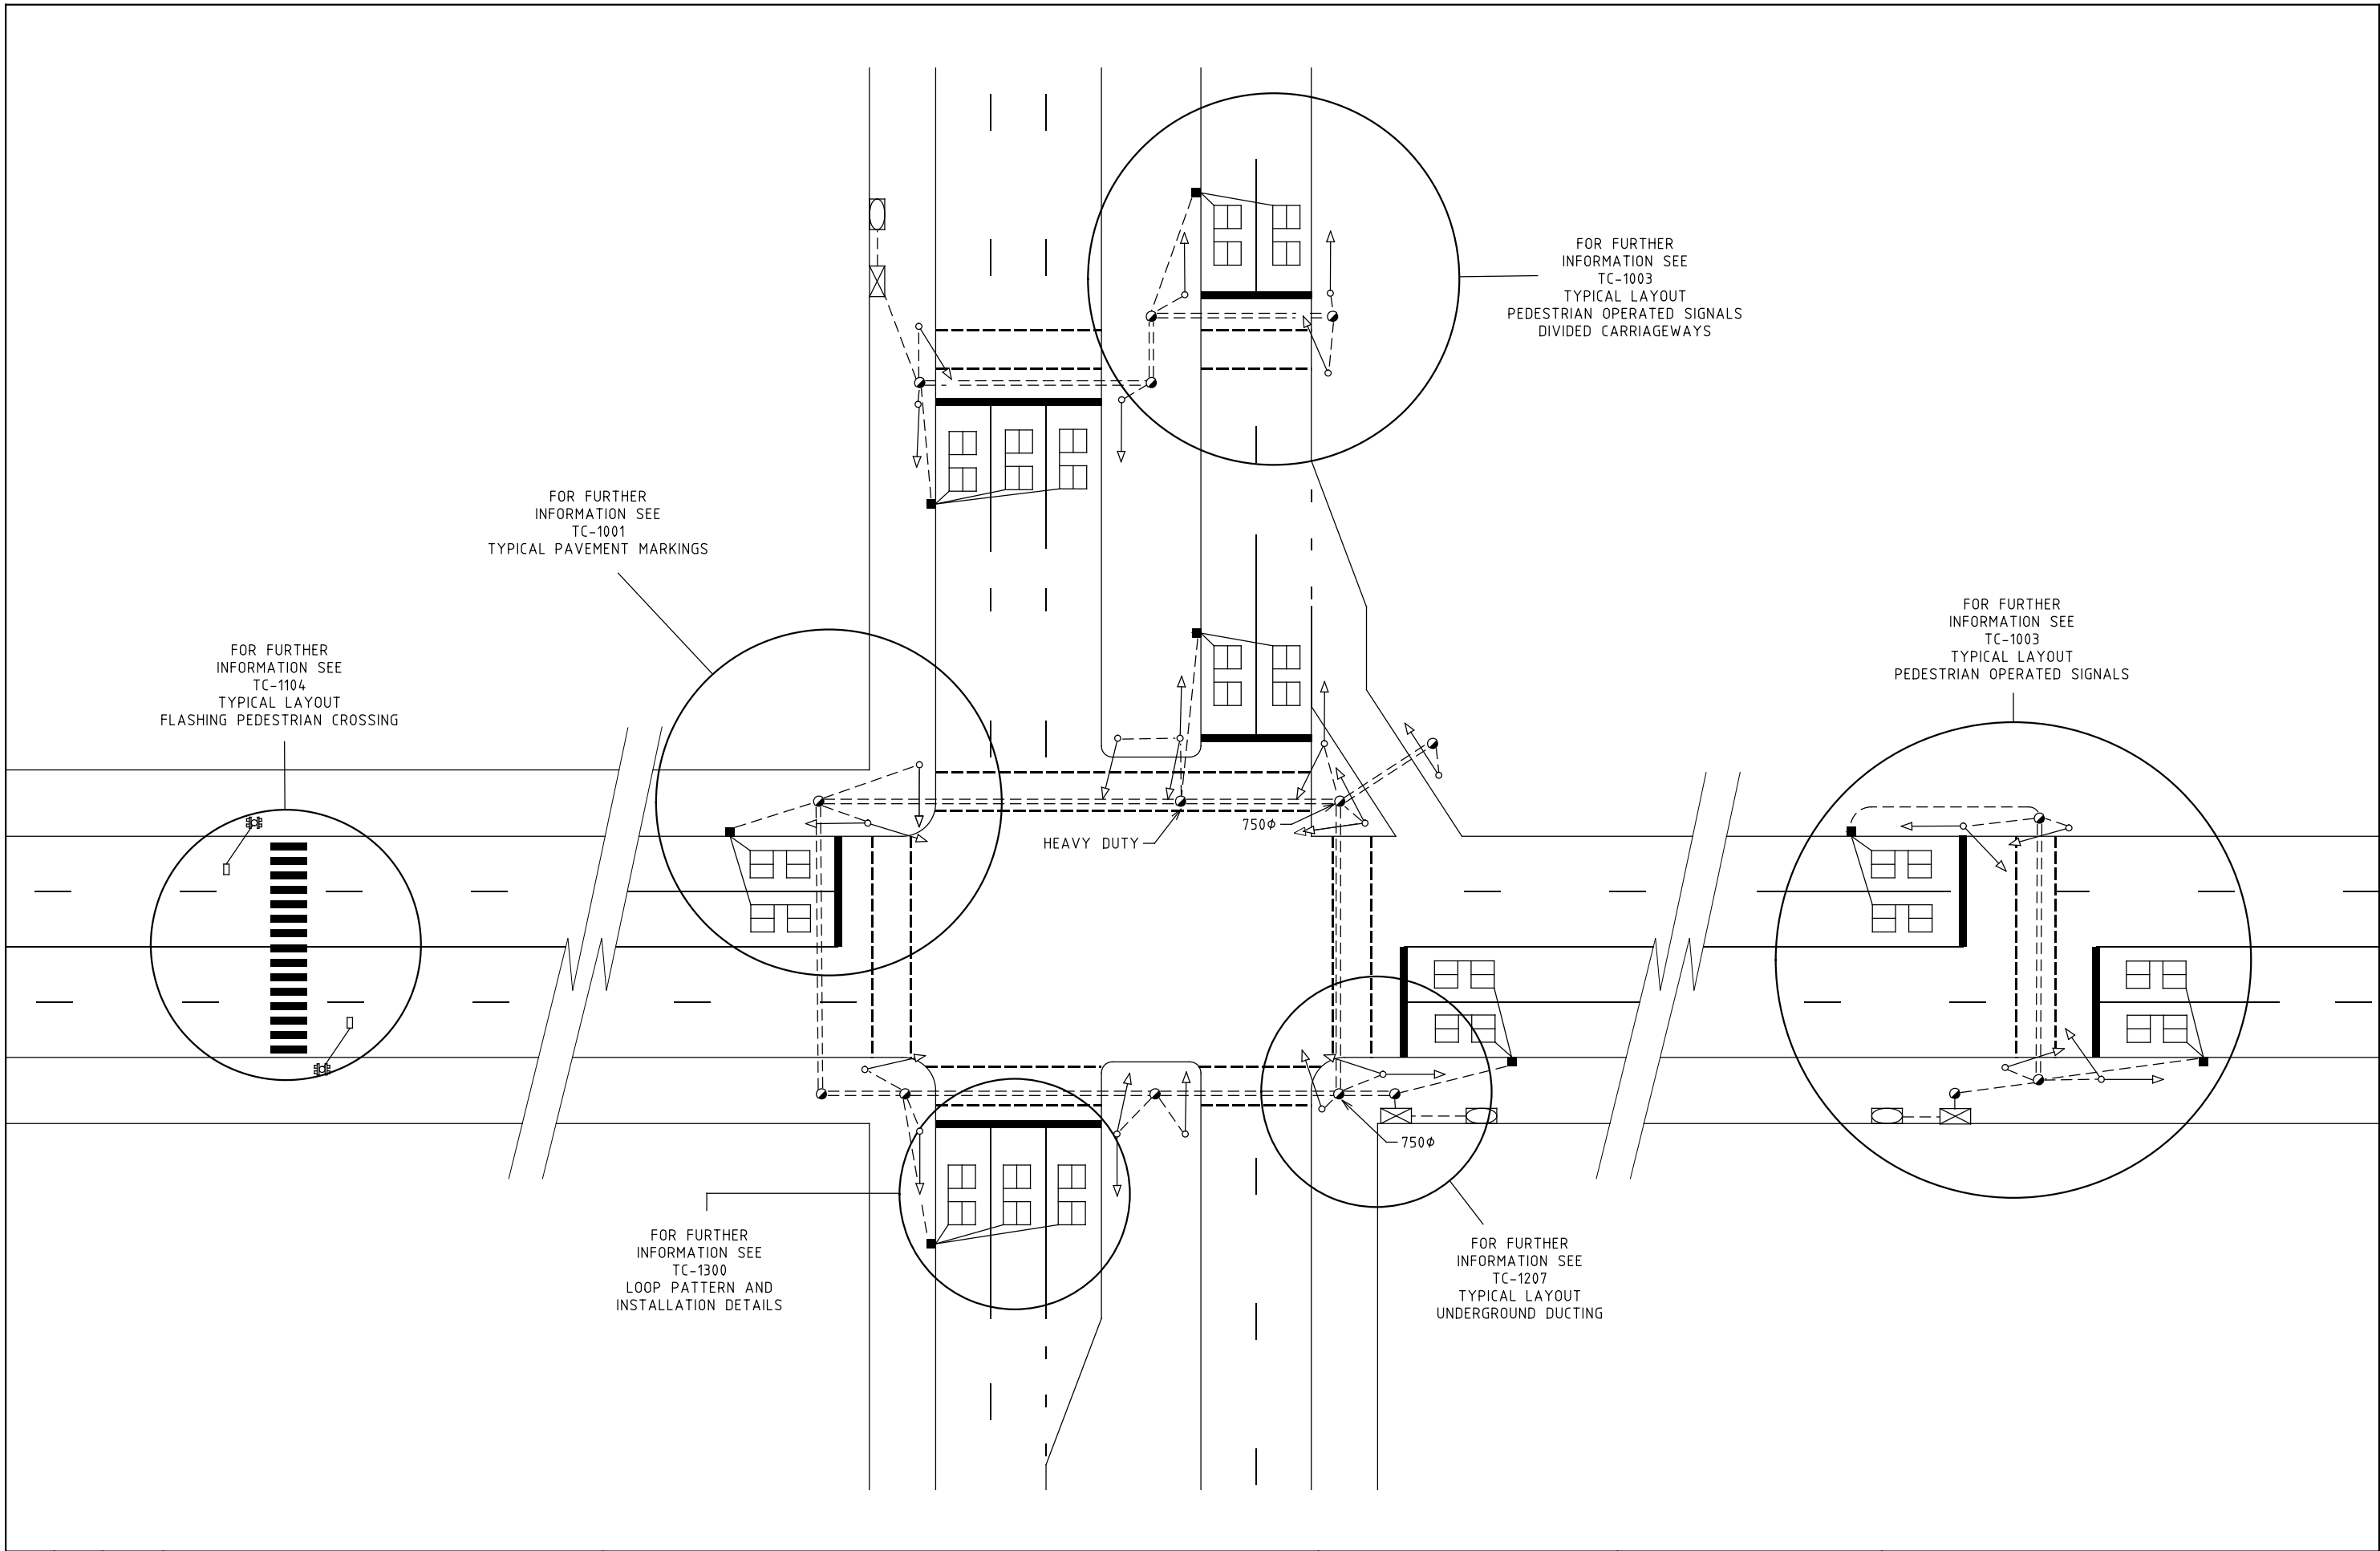 FOR FURTHER
INFORMATION SEE
TC-1003
TYPICAL LAYOUT
PEDESTRIAN OPERATED SIGNALS
DIVIDED CARRIAGEWAYS
FOR FURTHER
INFORMATION SEE
TC-1001
TYPICAL PAVEMENT MARKINGS
FOR FURTHER
INFORMATION SEE
TC-1104
TYPICAL LAYOUT
FLASHING PEDESTRIAN CROSSING
FOR FURTHER
INFORMATION SEE
TC-1003
TYPICAL LAYOUT
PEDESTRIAN OPERATED SIGNALS
HEAVY DUTY
750Φ
750Φ
FOR FURTHER
INFORMATION SEE
TC-1300
LOOP PATTERN AND
INSTALLATION DETAILS
FOR FURTHER
INFORMATION SEE
TC-1207
TYPICAL LAYOUT
UNDERGROUND DUCTING